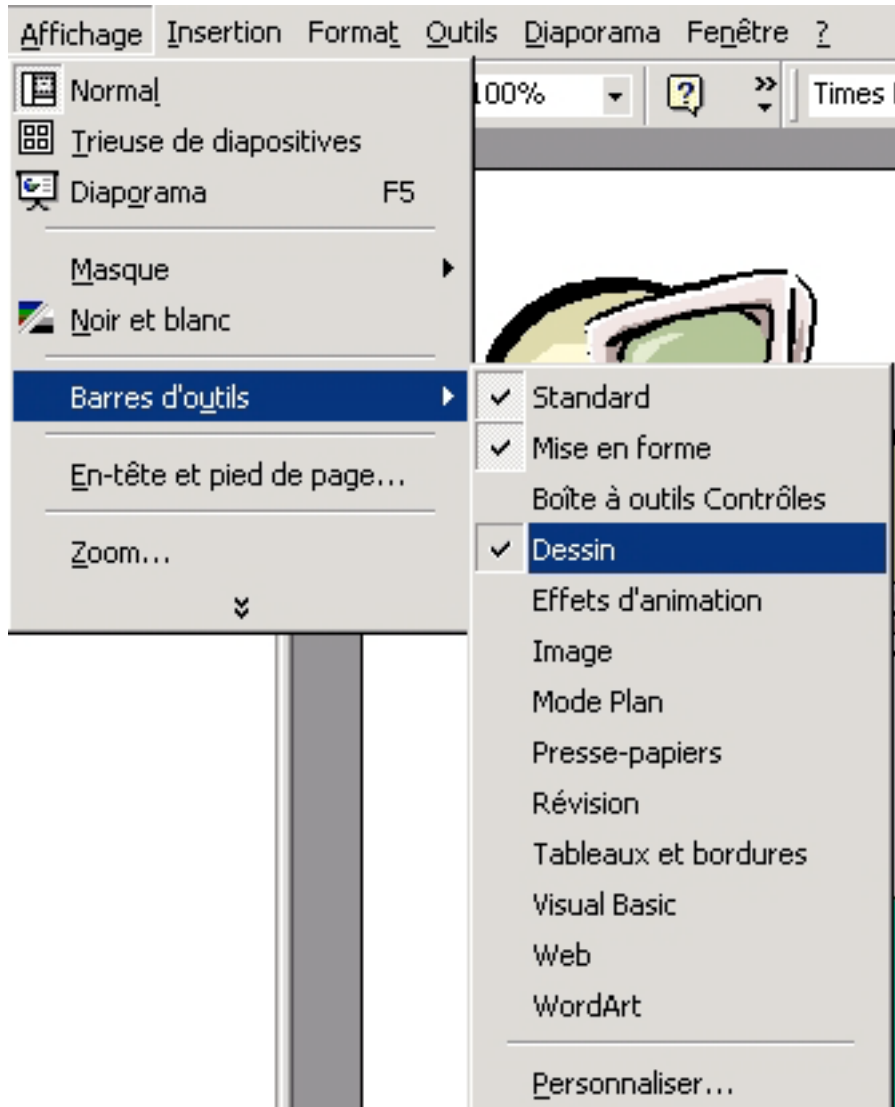 Affichage Insertion Format Outils Diaporama Fenêtre ?
Normal
100%
Times
Trieuse de diapositives
Diaporama F5
Masque
Noir et blanc
Barres d'outils
En-tête et pied de page...
Zoom...
Standard
Mise en forme
Boîte à outils Contrôles
Dessin
Effets d'animation
Image
Mode Plan
Presse-papiers
Révision
Tableaux et bordures
Visual Basic
Web
WordArt
Personnaliser...